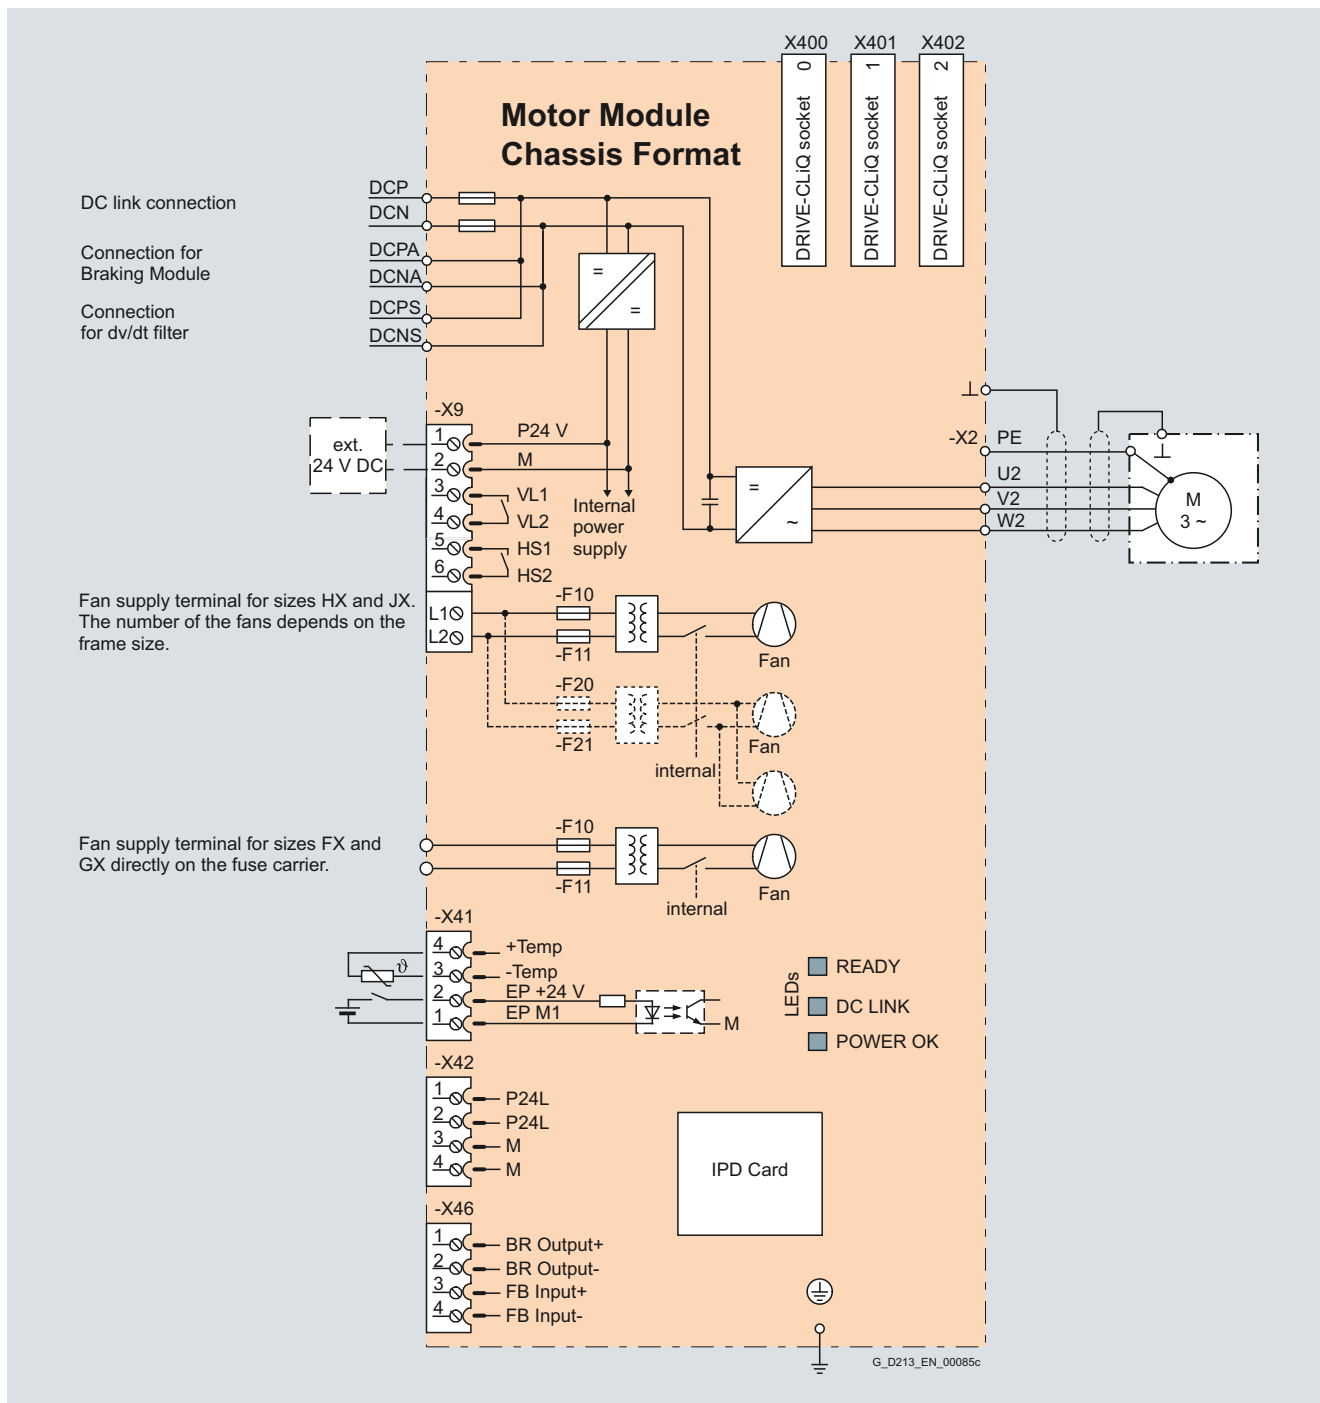 X400
X401
X402
DRIVE-CLiQ socket 0
DRIVE-CLiQ socket 1
DRIVE-CLiQ socket 2
Motor Module
Chassis Format
DC link connection
DCP
DCN
Connection for
Braking Module
DCPA
DCNA
Connection
for dv/dt filter
DCPS
DCNS
=
=
-X9
ext.
24 V DC
1
P24 V
2
M
3
VL1
4
VL2
5
HS1
6
HS2
Internal
power
supply
=
~
-X2
PE
U2
V2
W2
M
3 ~
Fan supply terminal for sizes HX and JX.
The number of the fans depends on the
frame size.
L1
L2
-F10
-F11
Fan
-F20
-F21
Fan
internal
Fan supply terminal for sizes FX and
GX directly on the fuse carrier.
-F10
-F11
Fan
internal
-X41
ϑ
4
+Temp
3
-Temp
2
EP +24 V
1
EP M1
M
LEDs
READY
DC LINK
POWER OK
-X42
1
P24L
2
P24L
3
M
4
M
IPD Card
-X46
1
BR Output+
2
BR Output-
3
FB Input+
4
FB Input-
G_D213_EN_00085c